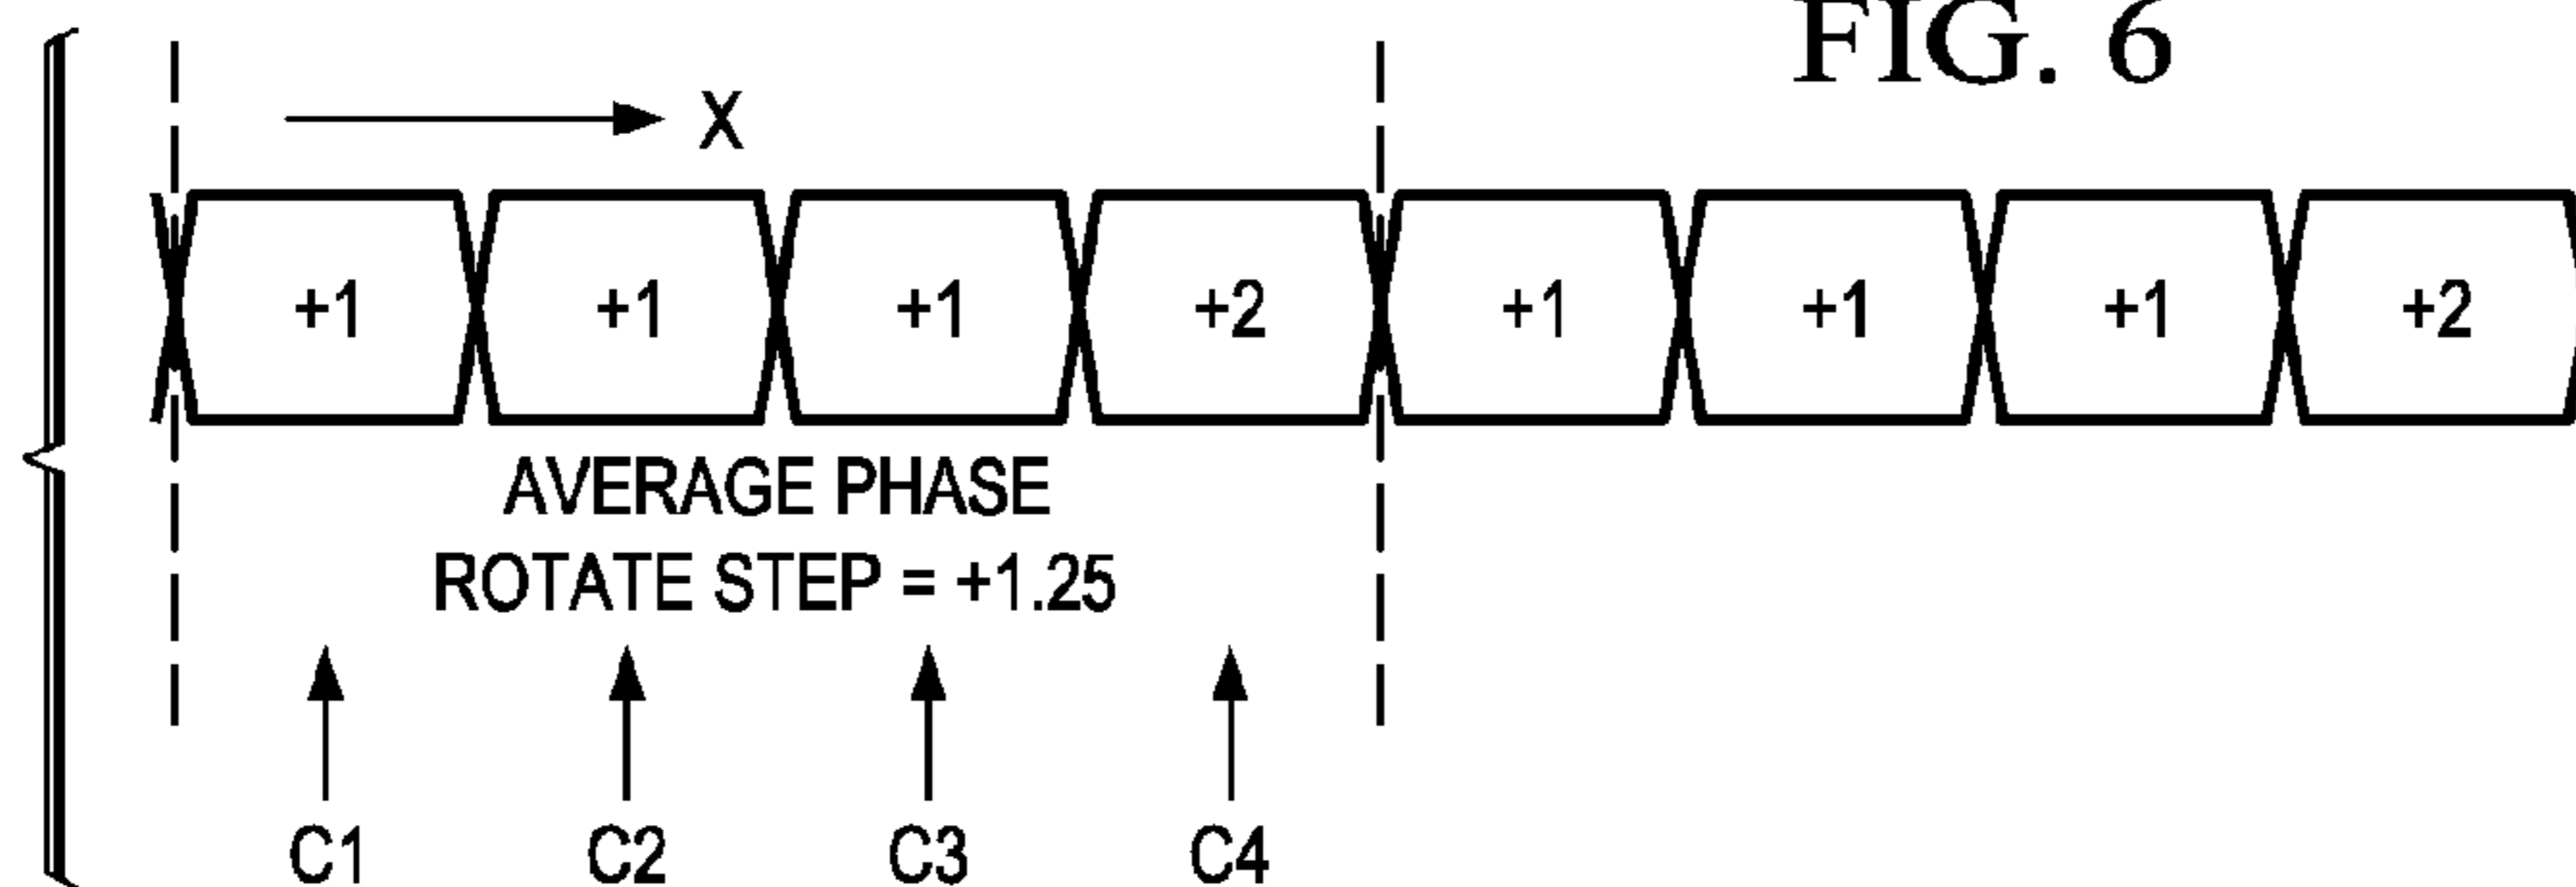 FIG. 6
X
+1 +1 +1 +2 +1 +1 +1 +2
AVERAGE PHASE
ROTATE STEP = +1.25
C1 C2 C3 C4